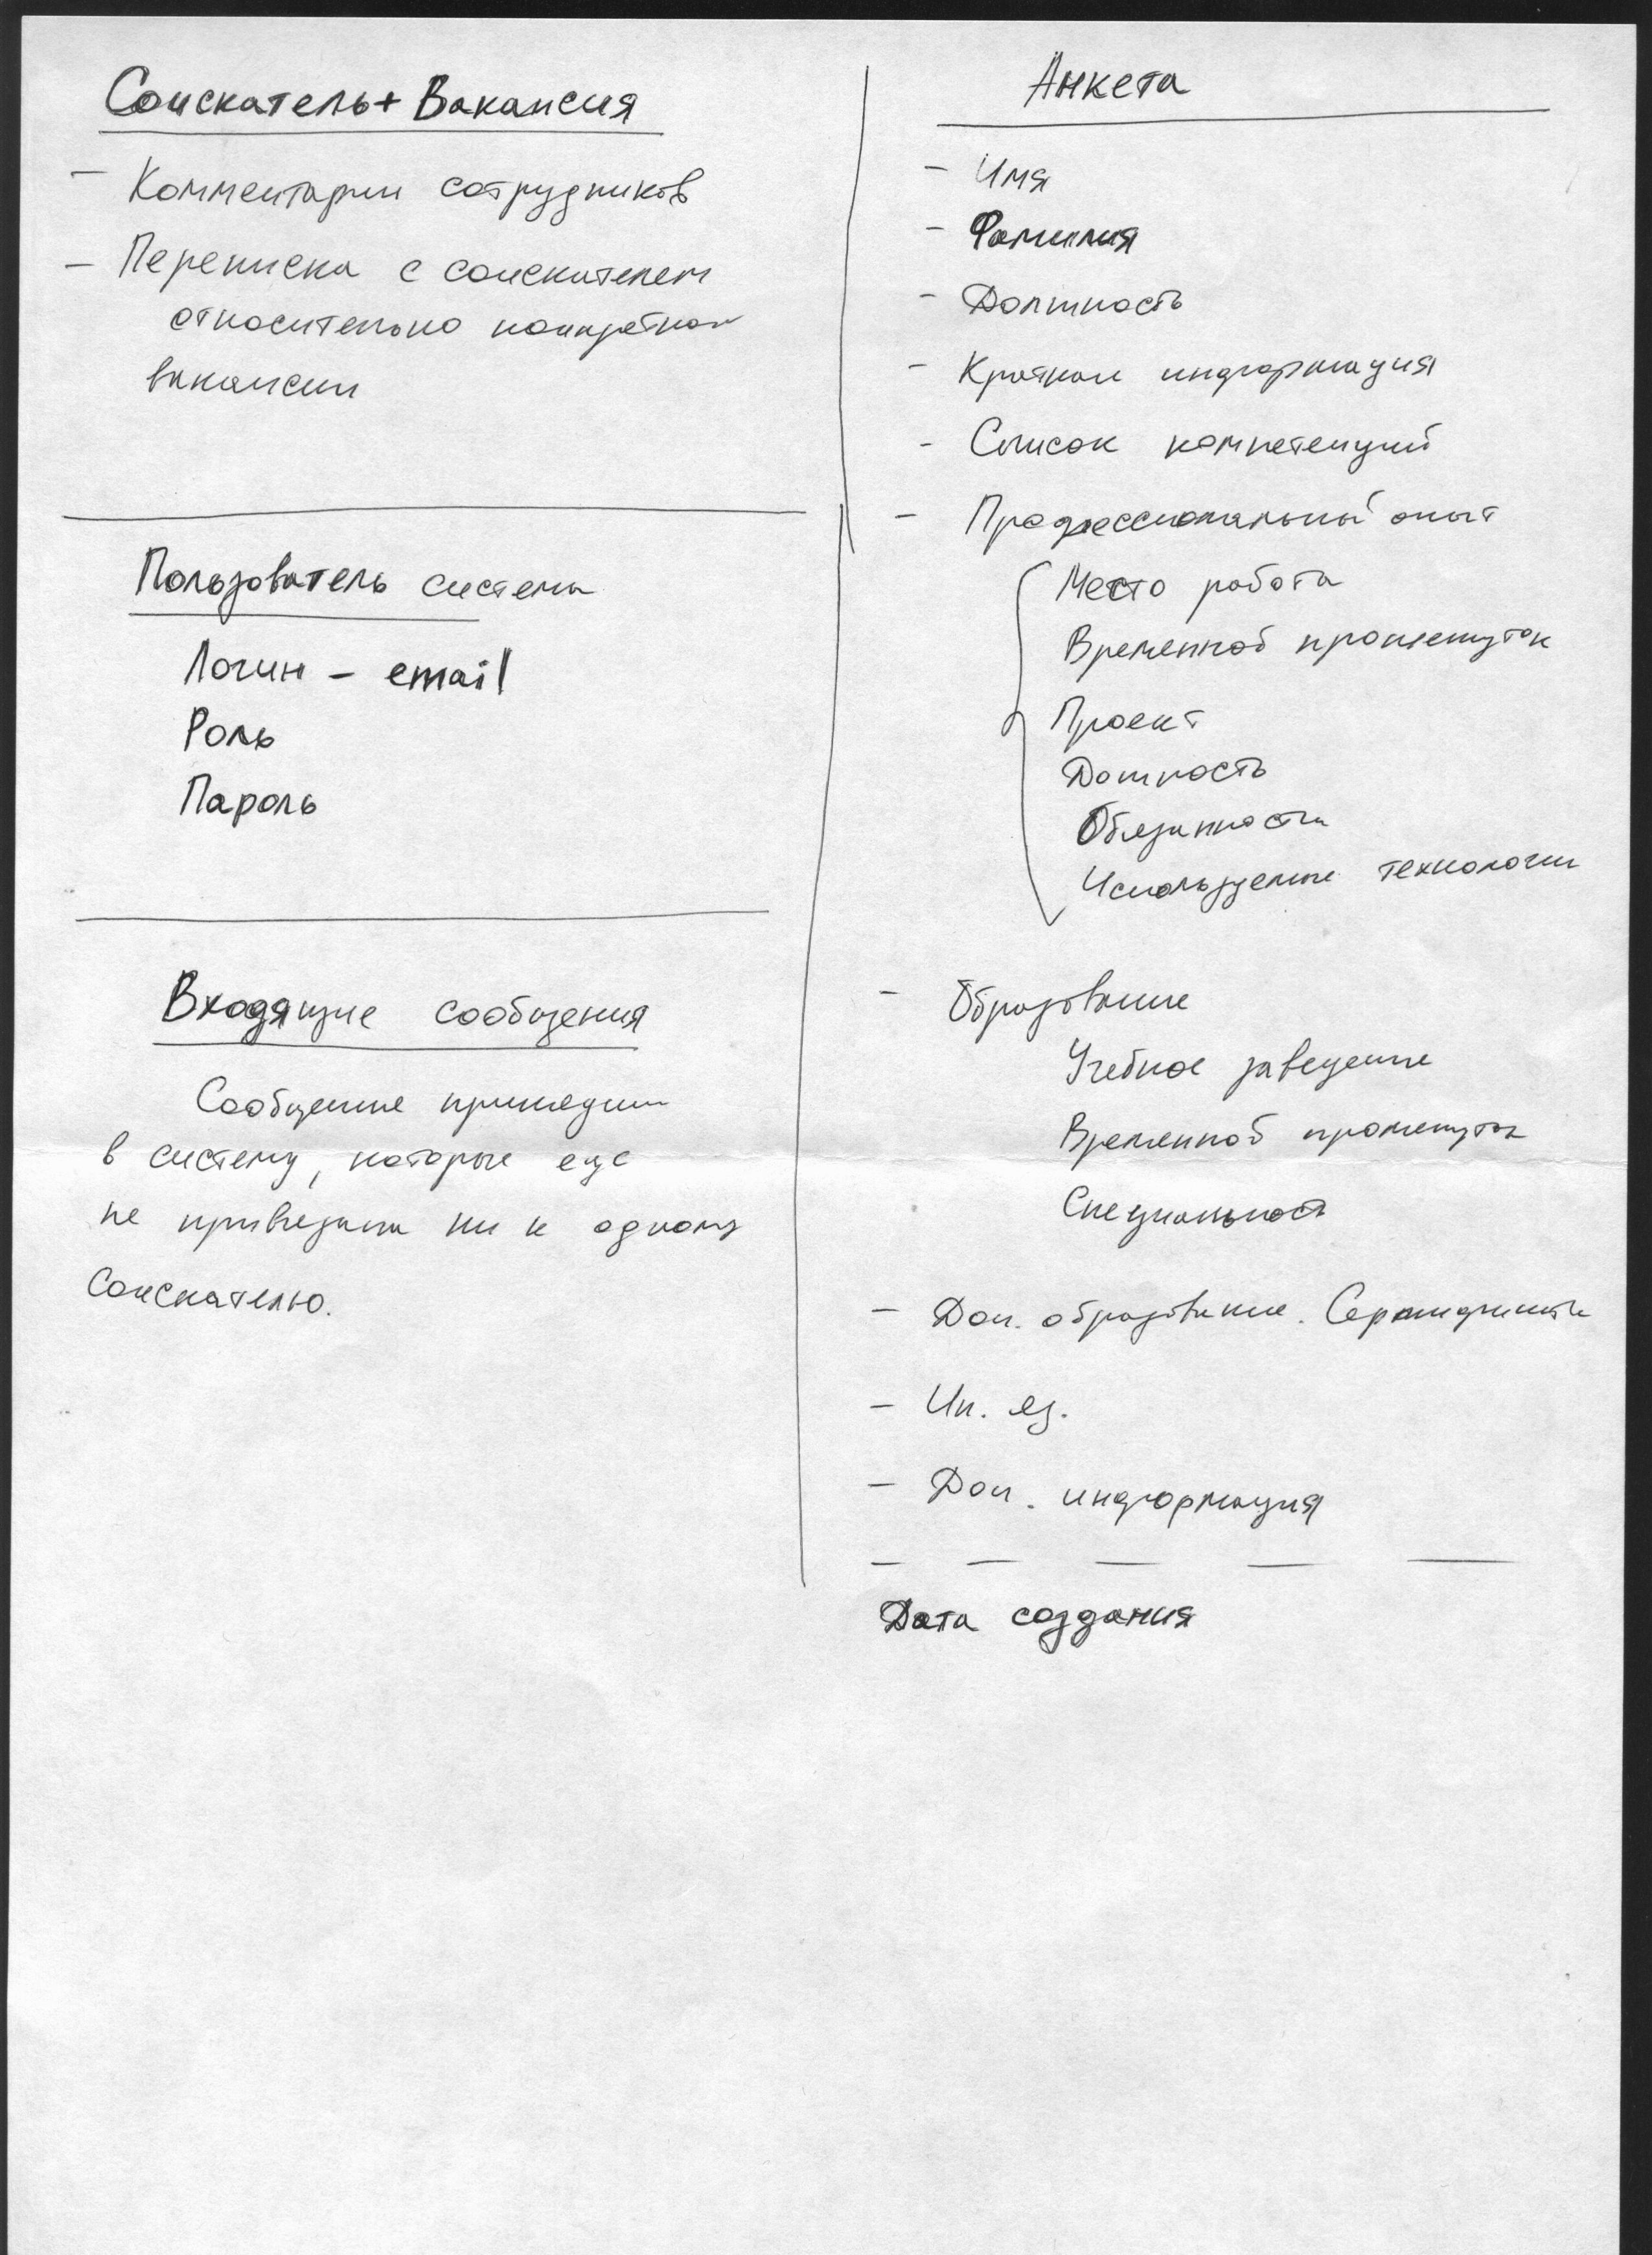 Соискатель + Вакансия
- Комментарии сотрудников
- Переписка с соискателем
относительно конкретной
вакансии
Пользователь системы
Логин - email
Роль
Пароль
Входящие сообщения
Сообщение пришедшие
в систему, которые еще
не привязаны ни к одному
соискателю.
Анкета
- Имя
- Фамилия
- Должность
- Краткая информация
- Список компетенций
- Профессиональный опыт
Место работы
Временной промежуток
Проект
Должность
Обязанности
Используемые технологии
- Образование
Учебное заведение
Временной промежуток
Специальность
- Доп. образование. Сертификаты
- Ин. яз.
- Доп. информация
Дата создания